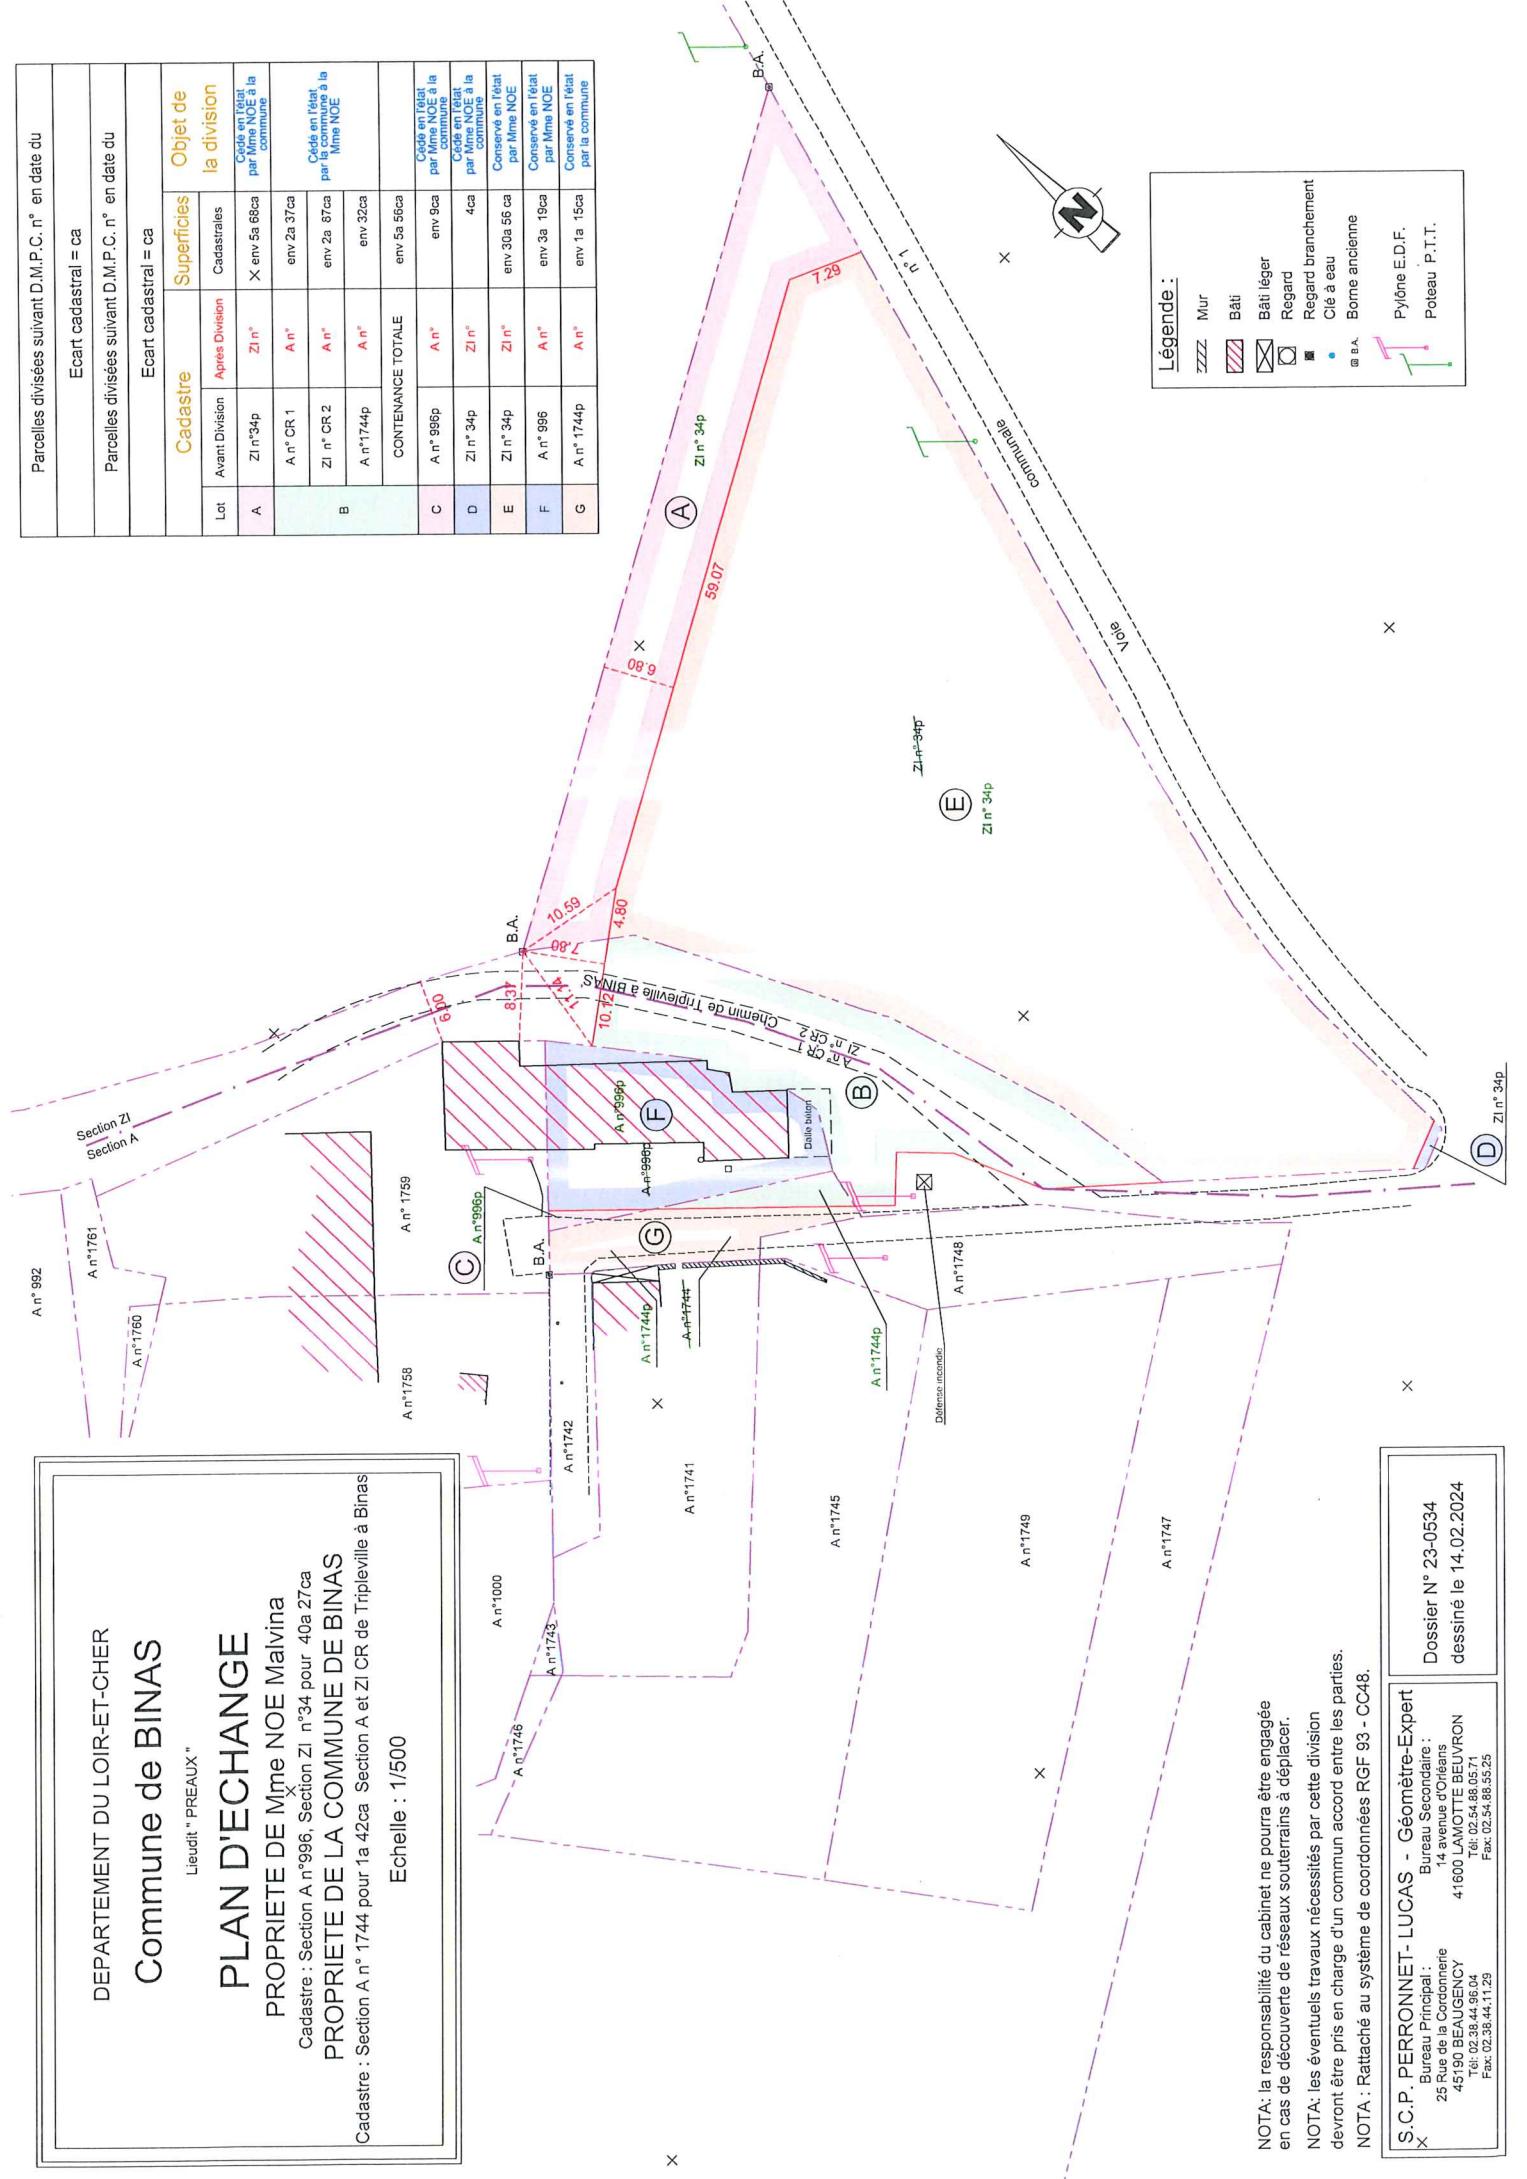 DEPARTEMENT DU LOIR-ET-CHER
Commune de BINAS
Lieudit " PREAUX "
PLAN D'ECHANGE
PROPRIETE DE Mme NOE Malvina
Cadastre : Section A n°996, Section ZI n°34 pour 40a 27ca
PROPRIETE DE LA COMMUNE DE BINAS
Cadastre : Section A n° 1744 pour 1a 42ca Section A et ZI CR de Tripleville à Binas
Echelle : 1/500
Parcelles divisées suivant D.M.P.C. n° en date du
Ecart cadastral = ca
Parcelles divisées suivant D.M.P.C. n° en date du
Ecart cadastral = ca
Cadastre Superficies Objet de la division
Lot Avant Division Après Division Cadastrales
A ZI n°34p ZI n° env 5a 68ca Cédé en l'état par Mme NOE à la commune
B A n° CR 1 A n° env 2a 37ca Cédé en l'état par la commune à la Mme NOE
ZI n° CR 2 A n° env 2a 87ca
A n°1744p A n° env 32ca
CONTENANCE TOTALE env 5a 56ca
C A n° 996p A n° env 9ca Cédé en l'état par Mme NOE à la commune
D ZI n° 34p ZI n° 4ca Cédé en l'état par Mme NOE à la commune
E ZI n° 34p ZI n° env 30a 56 ca Conservé en l'état par Mme NOE
F A n° 996 A n° env 3a 19ca Conservé en l'état par Mme NOE
G A n° 1744p A n° env 1a 15ca Conservé en l'état par la commune
Section ZI
Section A
A n° 992
A n°1761
A n°1760
A n° 1759
A n°1758
A n°1000
A n°1743
A n°1746
A n°1742
A n°1741
A n°1745
A n°1749
A n°1747
A n°1748
C
A n°996p
B.A.
G
A n°1744p
A n°1744
A n°1744p
Défense incendie
F
A n°996p
A n°996p
Dalle béton
B
A n° CR 1
ZI n° CR 2
Chemin de Tripleville à BINAS
6.00
8.37
11.14
10.12
7.80
10.59
4.80
B.A.
6.80
59.07
7.29
A
ZI n° 34p
B.A.
ZI n° 34p
E
ZI n° 34p
D
ZI n° 34p
Voie
communale
n° 1
N
Légende :
Mur
Bâti
Bâti léger
Regard
Regard branchement
Clé à eau
B.A. Borne ancienne
Pylône E.D.F.
Poteau P.T.T.
NOTA: la responsabilité du cabinet ne pourra être engagée
en cas de découverte de réseaux souterrains à déplacer.
NOTA: les éventuels travaux nécessités par cette division
devront être pris en charge d'un commun accord entre les parties.
NOTA : Rattaché au système de coordonnées RGF 93 - CC48.
S.C.P. PERRONNET- LUCAS - Géomètre-Expert
Bureau Principal :
25 Rue de la Cordonnerie
45190 BEAUGENCY
Tél: 02.38.44.96.04
Fax: 02.38.44.11.29
Bureau Secondaire :
14 avenue d'Orléans
41600 LAMOTTE BEUVRON
Tél: 02.54.88.05.71
Fax: 02.54.88.55.25
Dossier N° 23-0534
dessiné le 14.02.2024